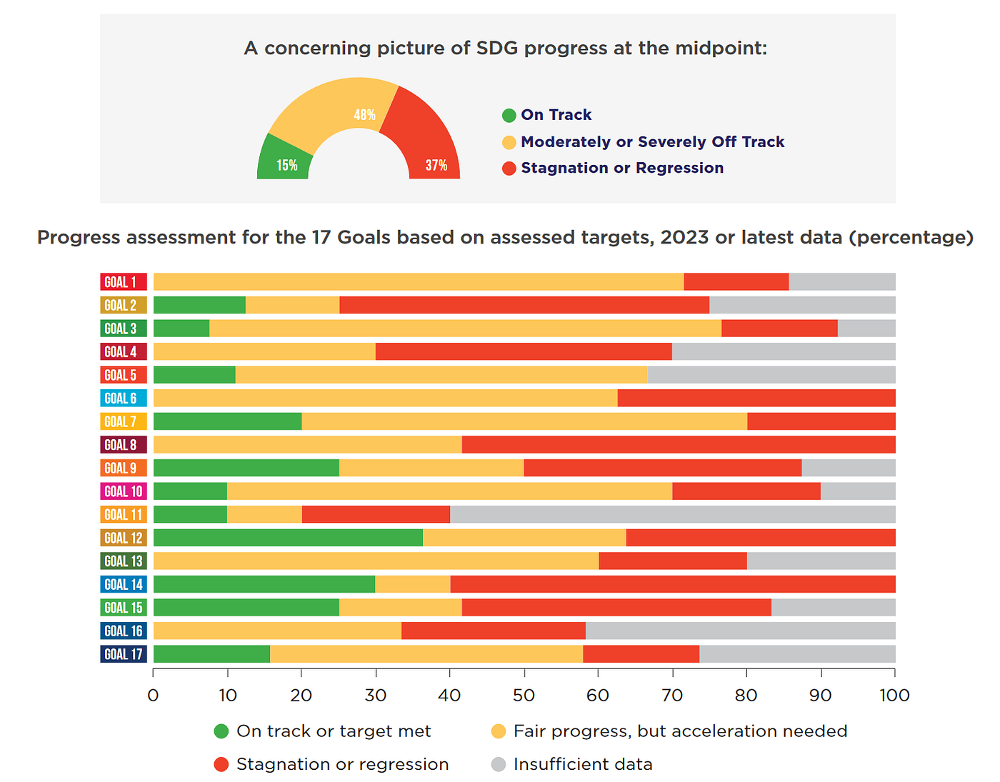 A concerning picture of SDG progress at the midpoint:
48%
15%
37%
On Track
Moderately or Severely Off Track
Stagnation or Regression
Progress assessment for the 17 Goals based on assessed targets, 2023 or latest data (percentage)
GOAL 1
GOAL 2
GOAL 3
GOAL 4
GOAL 5
GOAL 6
GOAL 7
GOAL 8
GOAL 9
GOAL 10
GOAL 11
GOAL 12
GOAL 13
GOAL 14
GOAL 15
GOAL 16
GOAL 17
0 10 20 30 40 50 60 70 80 90 100
On track or target met
Fair progress, but acceleration needed
Stagnation or regression
Insufficient data